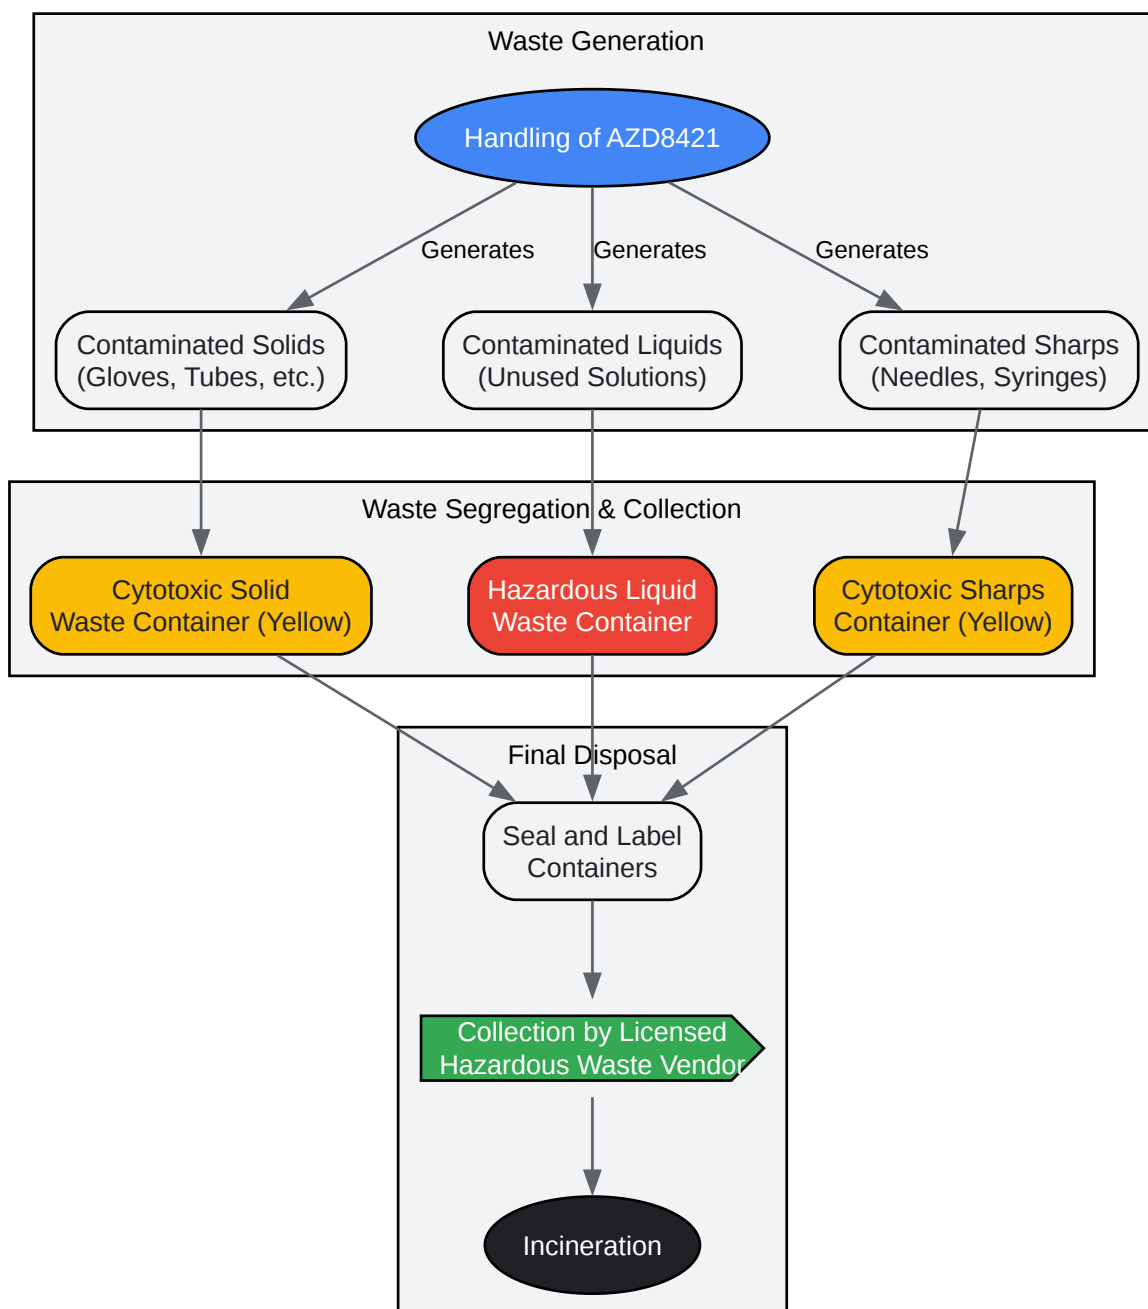 Waste Generation
Handling of AZD8421
Generates
Generates
Generates
Contaminated Solids
(Gloves, Tubes, etc.)
Contaminated Liquids
(Unused Solutions)
Contaminated Sharps
(Needles, Syringes)
Waste Segregation & Collection
Cytotoxic Solid
Waste Container (Yellow)
Hazardous Liquid
Waste Container
Cytotoxic Sharps
Container (Yellow)
Final Disposal
Seal and Label
Containers
Collection by Licensed
Hazardous Waste Vendor
Incineration